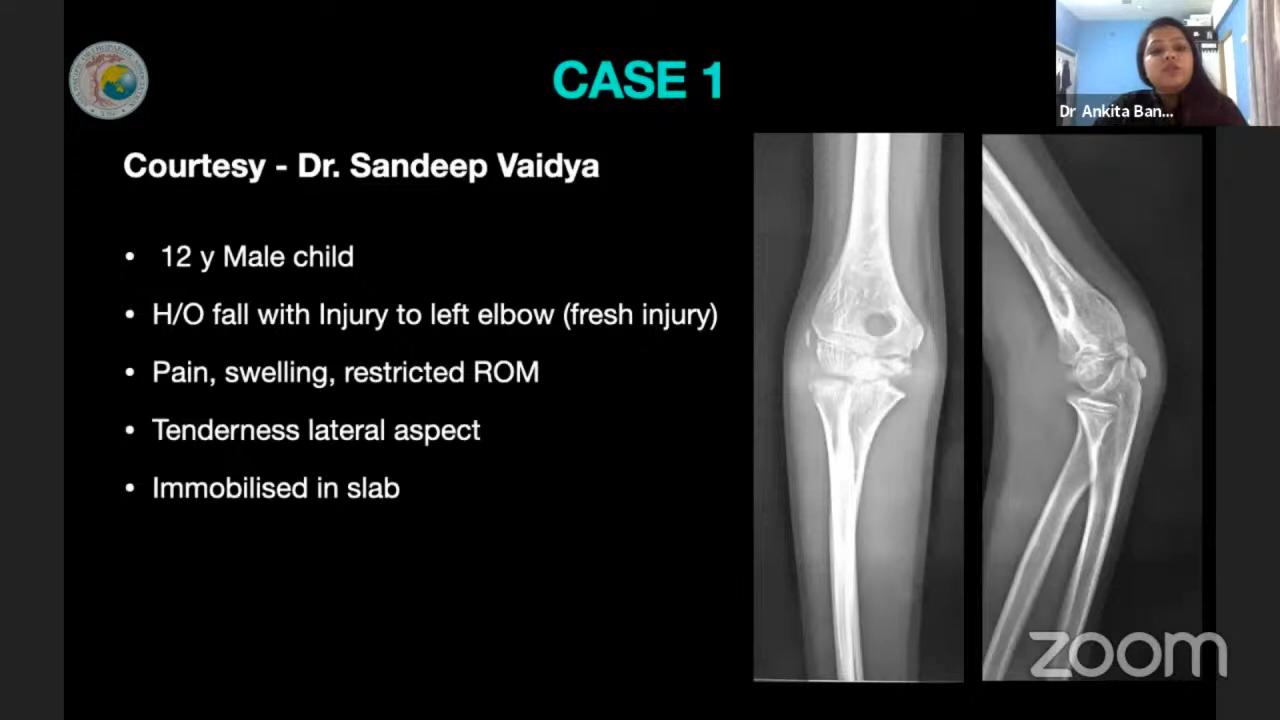 CASE 1
Dr Ankita Ban...
Courtesy - Dr. Sandeep Vaidya
• 12 y Male child
• H/O fall with Injury to left elbow (fresh injury)
• Pain, swelling, restricted ROM
• Tenderness lateral aspect
• Immobilised in slab
zoom